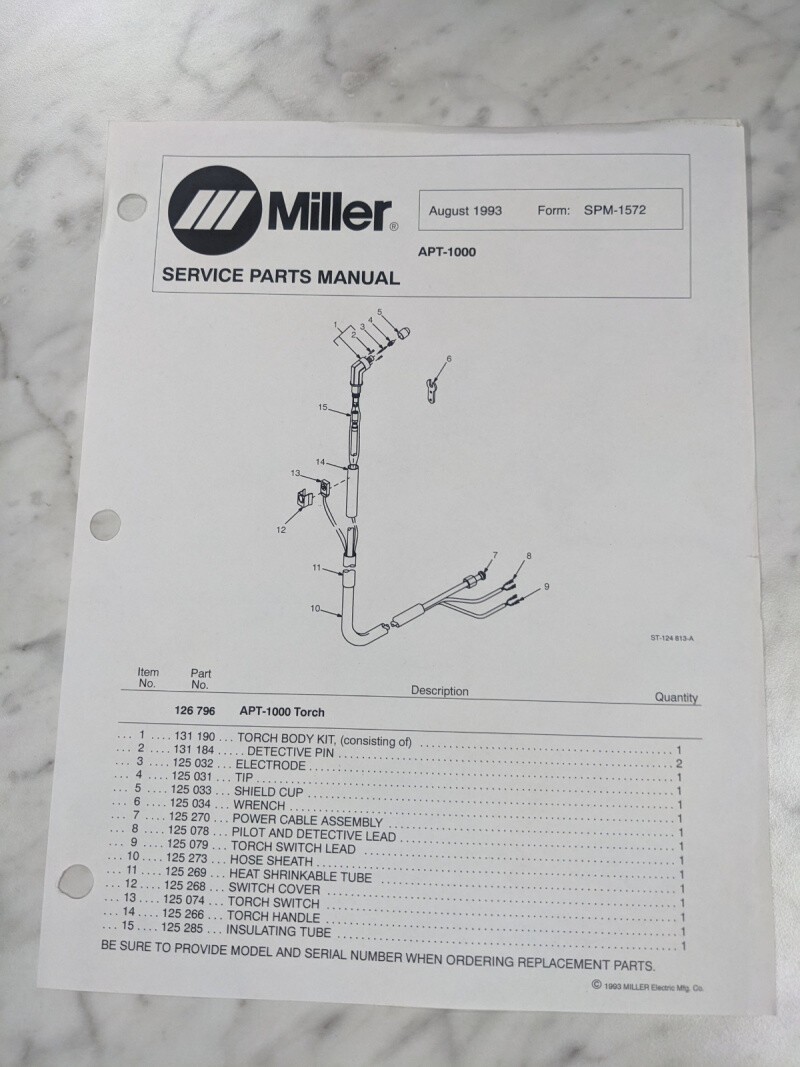 Miller®
August 1993 Form: SPM-1572
APT-1000
SERVICE PARTS MANUAL
5
4
3
1
2
6
15
14
13
12
11
7
8
9
10
ST-124 813-A
Item No. Part No. Description Quantity
126 796 APT-1000 Torch
... 1 .... 131 190 ... TORCH BODY KIT, (consisting of) ... 1
... 2 .... 131 184 ..... DETECTIVE PIN ... 2
... 3 .... 125 032 ... ELECTRODE ... 1
... 4 .... 125 031 ... TIP ... 1
... 5 .... 125 033 ... SHIELD CUP ... 1
... 6 .... 125 034 ... WRENCH ... 1
... 7 .... 125 270 ... POWER CABLE ASSEMBLY ... 1
... 8 .... 125 078 ... PILOT AND DETECTIVE LEAD ... 1
... 9 .... 125 079 ... TORCH SWITCH LEAD ... 1
... 10 .... 125 273 ... HOSE SHEATH ... 1
... 11 .... 125 269 ... HEAT SHRINKABLE TUBE ... 1
... 12 .... 125 268 ... SWITCH COVER ... 1
... 13 .... 125 074 ... TORCH SWITCH ... 1
... 14 .... 125 266 ... TORCH HANDLE ... 1
... 15 .... 125 285 ... INSULATING TUBE ... 1
BE SURE TO PROVIDE MODEL AND SERIAL NUMBER WHEN ORDERING REPLACEMENT PARTS.
© 1993 MILLER Electric Mfg. Co.